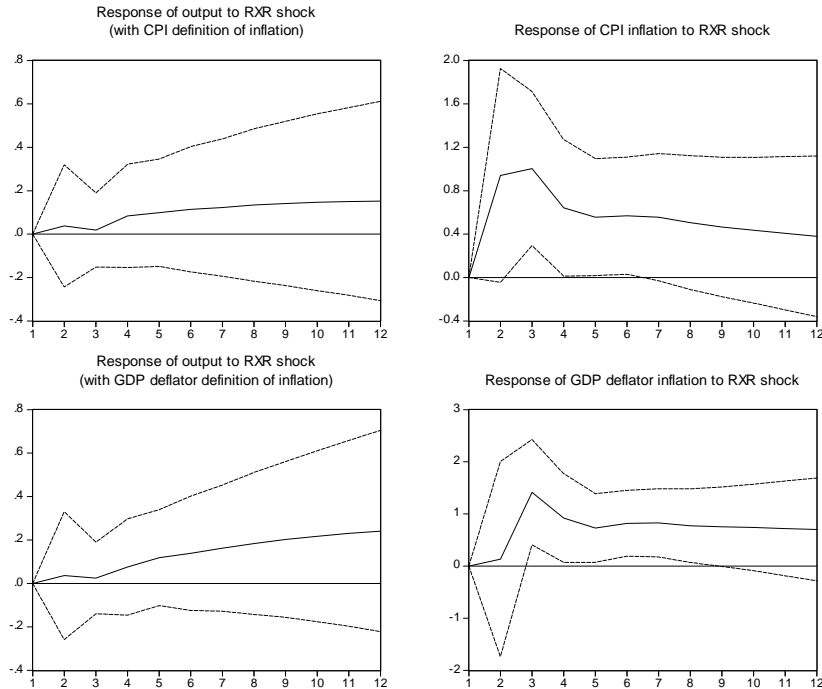 Response of output to RXR shock
(with CPI definition of inflation)
.8
.6
.4
.2
.0
-.2
-.4
1 2 3 4 5 6 7 8 9 10 11 12
Response of CPI inflation to RXR shock
2.0
1.6
1.2
0.8
0.4
0.0
-0.4
1 2 3 4 5 6 7 8 9 10 11 12
Response of output to RXR shock
(with GDP deflator definition of inflation)
.8
.6
.4
.2
.0
-.2
-.4
1 2 3 4 5 6 7 8 9 10 11 12
Response of GDP deflator inflation to RXR shock
3
2
1
0
-1
-2
1 2 3 4 5 6 7 8 9 10 11 12